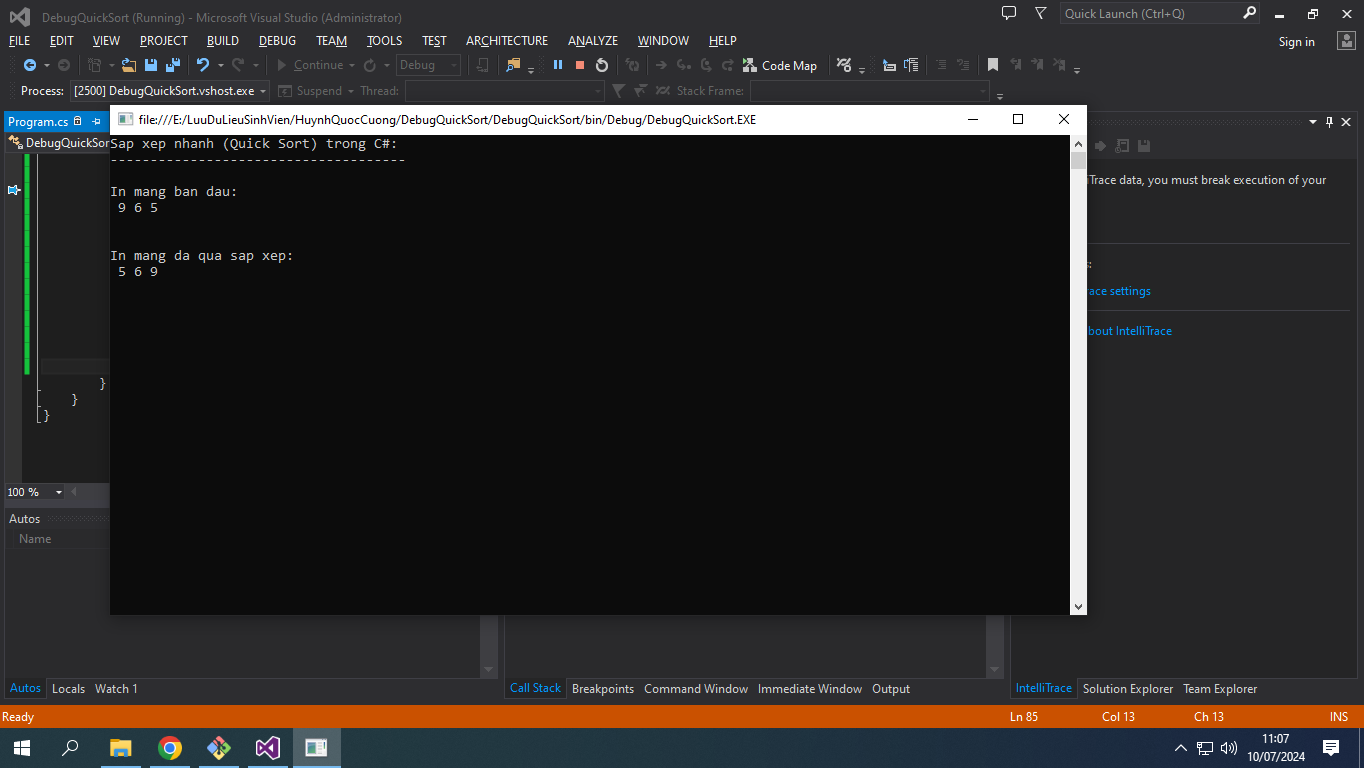 DebugQuickSort (Running) - Microsoft Visual Studio (Administrator)
Quick Launch (Ctrl+Q)
FILE EDIT VIEW PROJECT BUILD DEBUG TEAM TOOLS TEST ARCHITECTURE ANALYZE WINDOW HELP
Sign in
Continue Debug Code Map
Process: [2500] DebugQuickSort.vshost.exe Suspend Thread: Stack Frame:
Program.cs
DebugQuickSor
file:///E:/LuuDuLieuSinhVien/HuynhQuocCuong/DebugQuickSort/DebugQuickSort/bin/Debug/DebugQuickSort.EXE
Sap xep nhanh (Quick Sort) trong C#:
-------------------------------------
In mang ban dau:
9 6 5
In mang da qua sap xep:
5 6 9
}
}
}
Trace data, you must break execution of your
s:
ace settings
bout IntelliTrace
100 %
Autos
Name
Autos Locals Watch 1
Call Stack Breakpoints Command Window Immediate Window Output
IntelliTrace Solution Explorer Team Explorer
Ready Ln 85 Col 13 Ch 13 INS
11:07
10/07/2024